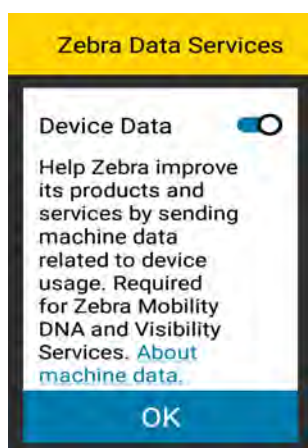 Zebra Data Services
Device Data
Help Zebra improve
its products and
services by sending
machine data
related to device
usage. Required
for Zebra Mobility
DNA and Visibility
Services. About
machine data.
OK